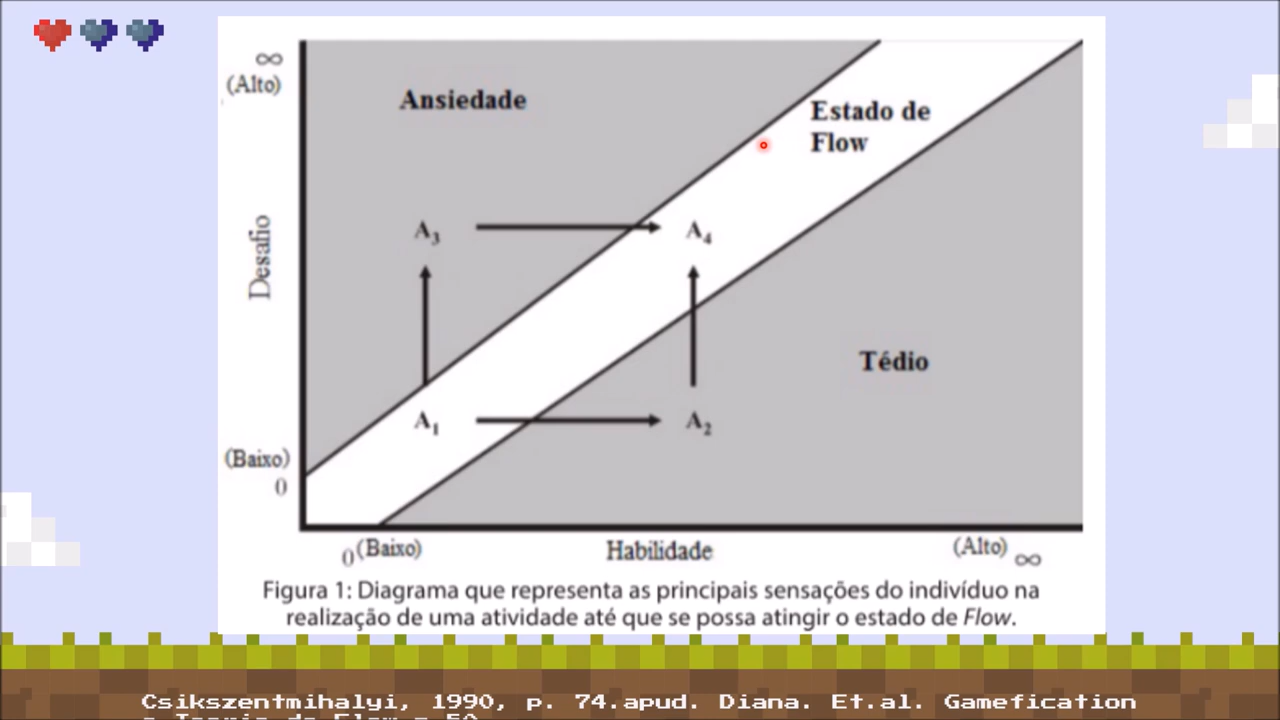 ∞
(Alto)
Ansiedade
Estado de
Flow
A₃
A₄
Desafio
Tédio
A₁
A₂
(Baixo)
0
0 (Baixo)
Habilidade
(Alto) ∞
Figura 1: Diagrama que representa as principais sensações do indivíduo na
realização de uma atividade até que se possa atingir o estado de Flow.
Csikszentmihalyi, 1990, p. 74.apud. Diana. Et.al. Gamefication